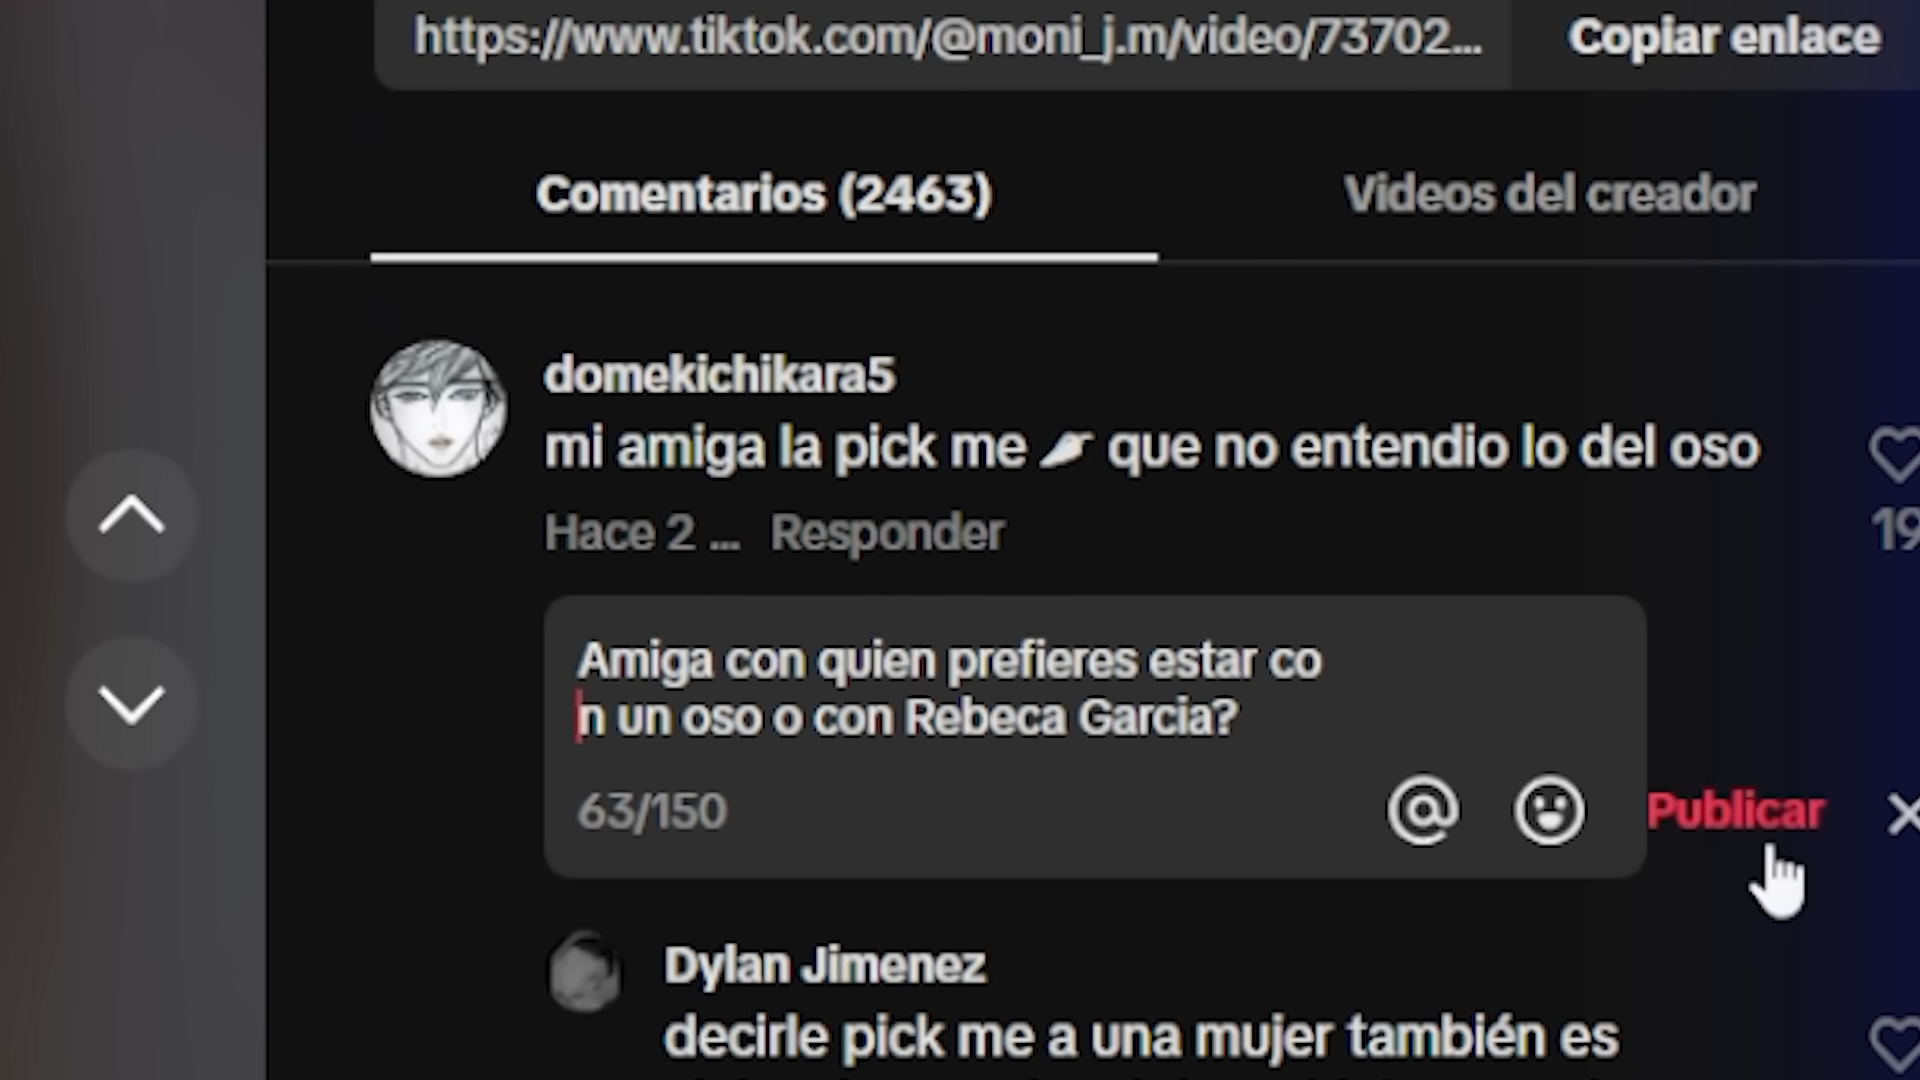 https://www.tiktok.com/@moni_j.m/video/73702...
Copiar enlace
Comentarios (2463)
Videos del creador
domekichikara5
mi amiga la pick me 🌶 que no entendio lo del oso
Hace 2 ...
Responder
19
Amiga con quien prefieres estar co
n un oso o con Rebeca Garcia?
63/150
Publicar
Dylan Jimenez
decirle pick me a una mujer también es